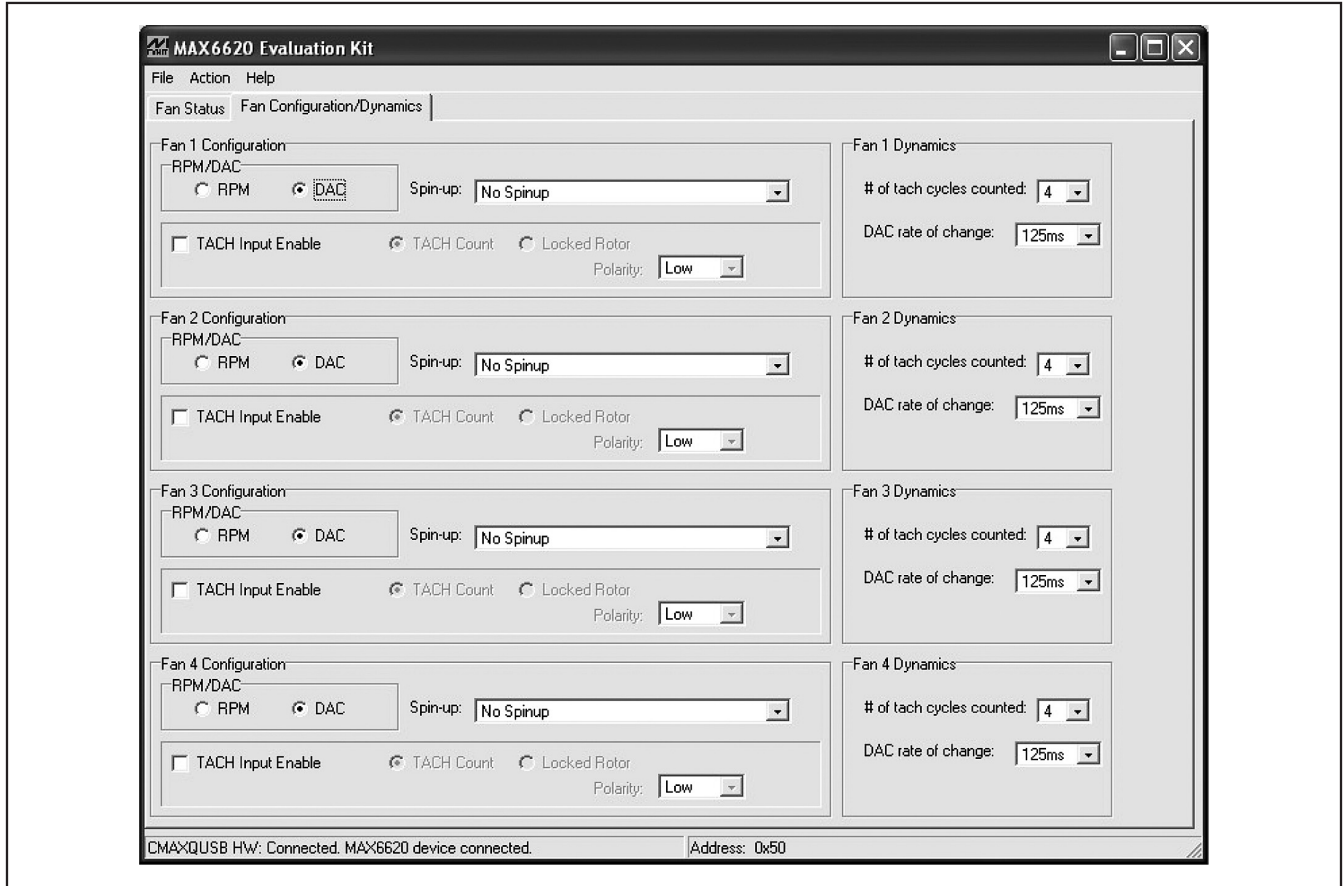 MAX6620 Evaluation Kit
File Action Help
Fan Status Fan Configuration/Dynamics
Fan 1 Configuration
RPM/DAC
RPM DAC Spin-up: No Spinup
TACH Input Enable TACH Count Locked Rotor
Polarity: Low
Fan 1 Dynamics
# of tach cycles counted: 4
DAC rate of change: 125ms
Fan 2 Configuration
RPM/DAC
RPM DAC Spin-up: No Spinup
TACH Input Enable TACH Count Locked Rotor
Polarity: Low
Fan 2 Dynamics
# of tach cycles counted: 4
DAC rate of change: 125ms
Fan 3 Configuration
RPM/DAC
RPM DAC Spin-up: No Spinup
TACH Input Enable TACH Count Locked Rotor
Polarity: Low
Fan 3 Dynamics
# of tach cycles counted: 4
DAC rate of change: 125ms
Fan 4 Configuration
RPM/DAC
RPM DAC Spin-up: No Spinup
TACH Input Enable TACH Count Locked Rotor
Polarity: Low
Fan 4 Dynamics
# of tach cycles counted: 4
DAC rate of change: 125ms
CMAXQUSB HW: Connected. MAX6620 device connected. Address: 0x50